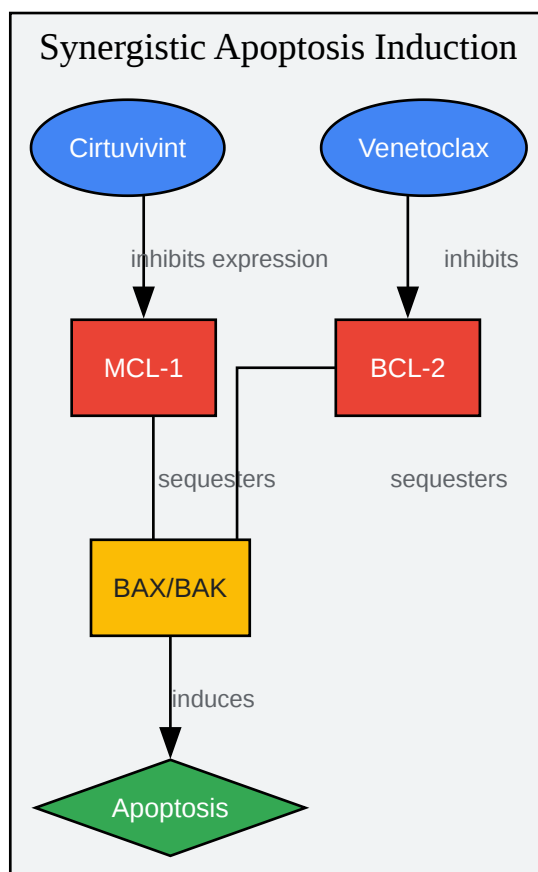 Synergistic Apoptosis Induction
Cirtuvivint
Venetoclax
inhibits expression
inhibits
MCL-1
BCL-2
sequesters
sequesters
BAX/BAK
induces
Apoptosis